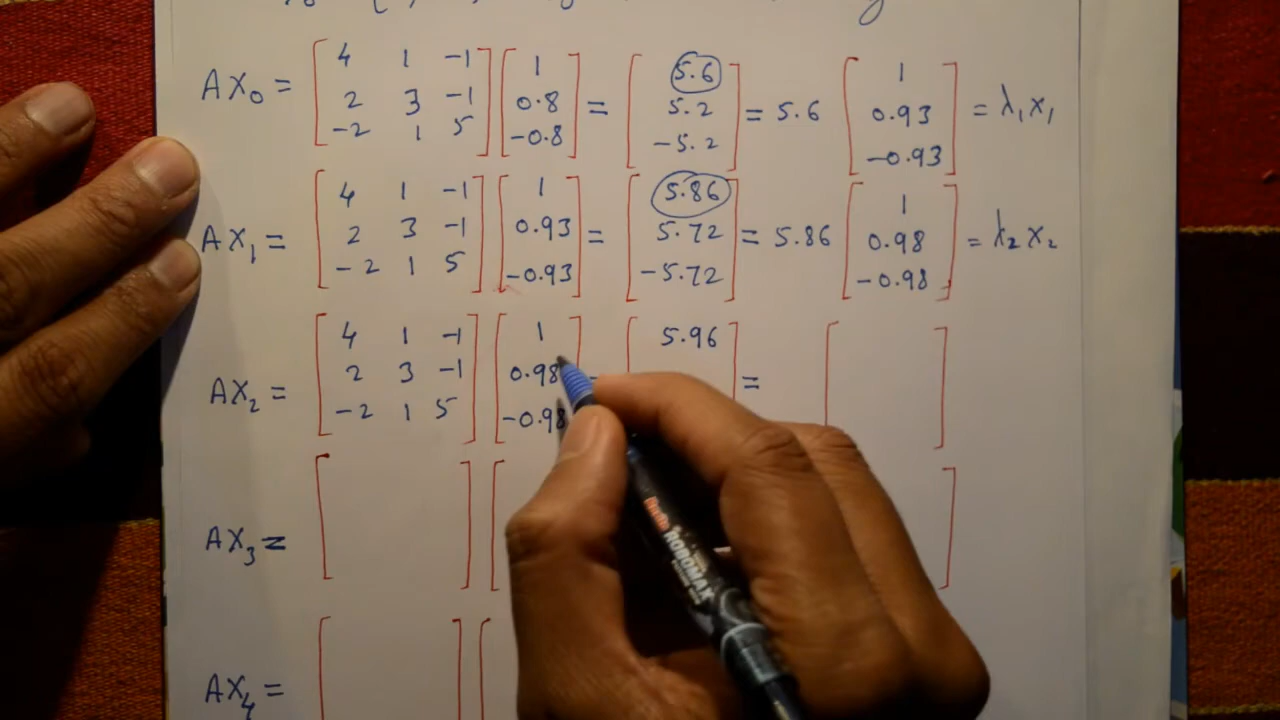 AX₀ = [4 1 -1; 2 3 -1; -2 1 5] [1; 0.8; -0.8] = [5.6; 5.2; -5.2] = 5.6 [1; 0.93; -0.93] = λ₁x₁
AX₁ = [4 1 -1; 2 3 -1; -2 1 5] [1; 0.93; -0.93] = [5.86; 5.72; -5.72] = 5.86 [1; 0.98; -0.98] = λ₂x₂
AX₂ = [4 1 -1; 2 3 -1; -2 1 5] [1; 0.98; -0.98] [5.96] = [ ]
AX₃ = [ ] [ ]
AX₄ = [ ] [
ROBOMAX